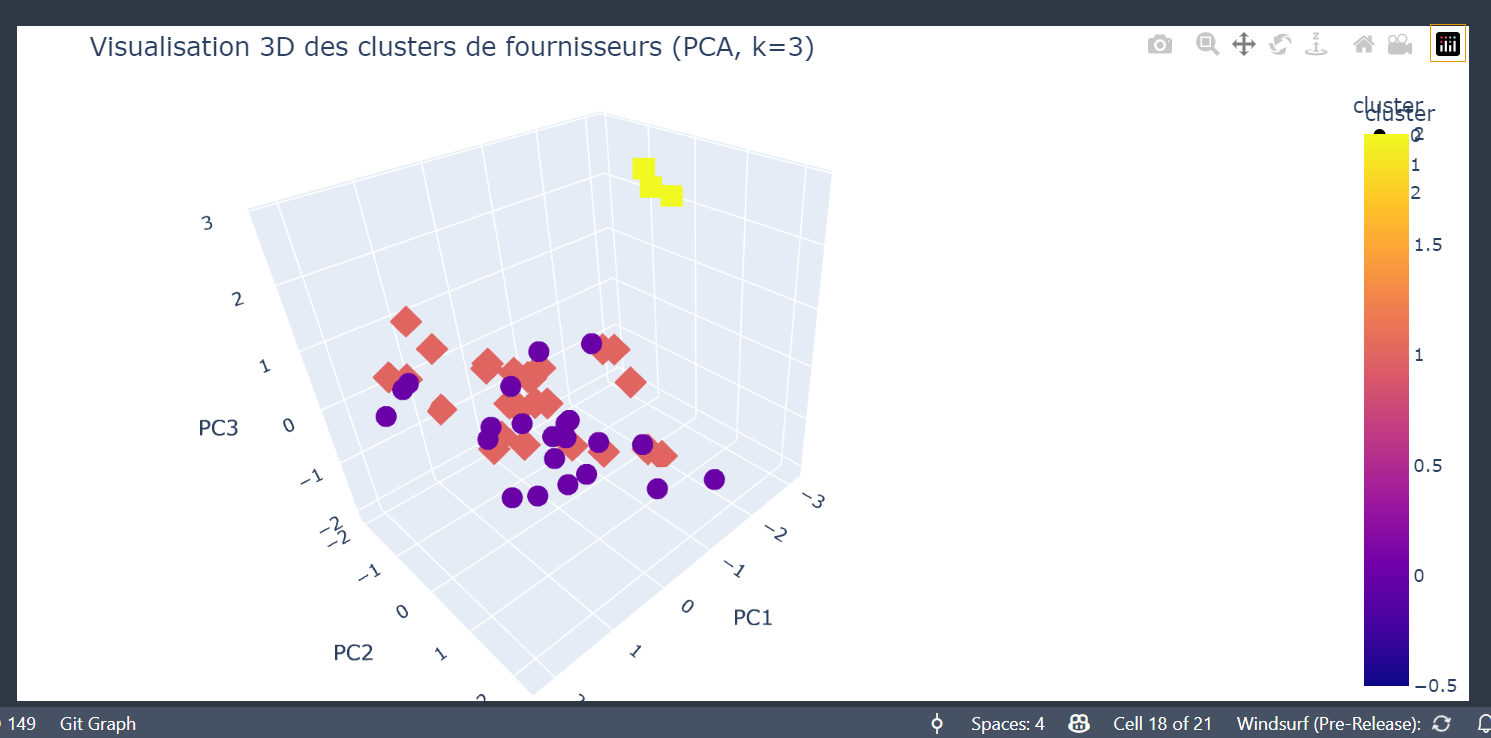 Visualisation 3D des clusters de fournisseurs (PCA, k=3)
z
cluster
cluster
0
2
1
2
1.5
1
0.5
0
−0.5
3
2
1
0
−1
−2
PC3
−2
−1
0
1
2
PC2
−3
−2
−1
0
1
2
PC1
149
Git Graph
Spaces: 4
Cell 18 of 21
Windsurf (Pre-Release):